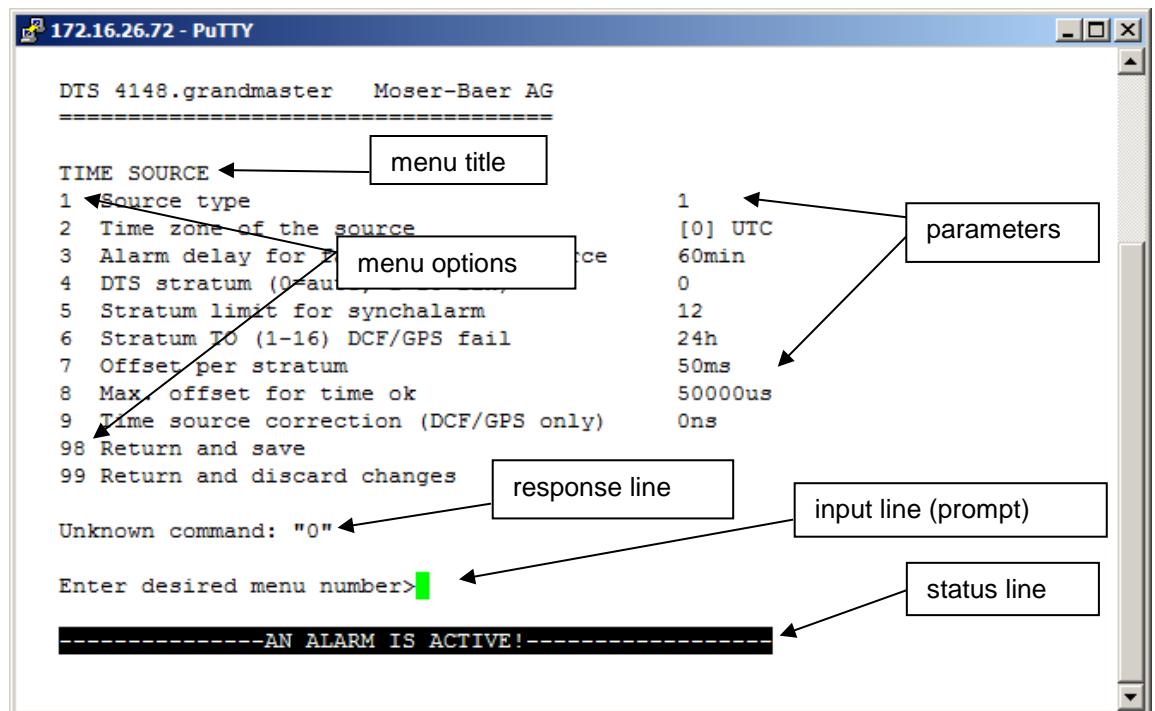 172.16.26.72 - PuTTY
DTS 4148.grandmaster   Moser-Baer AG
====================================
menu title
TIME SOURCE
1  Source type   1
parameters
2  Time zone of the source   [0] UTC
menu options
3  Alarm delay for   rce   60min
4  DTS stratum (0=au   0
5  Stratum limit for synchalarm   12
6  Stratum TO (1-16) DCF/GPS fail   24h
7  Offset per stratum   50ms
8  Max. offset for time ok   50000us
9  Time source correction (DCF/GPS only)   0ns
98 Return and save
99 Return and discard changes
response line
input line (prompt)
Unknown command: "0"
Enter desired menu number>
status line
---------------AN ALARM IS ACTIVE!------------------